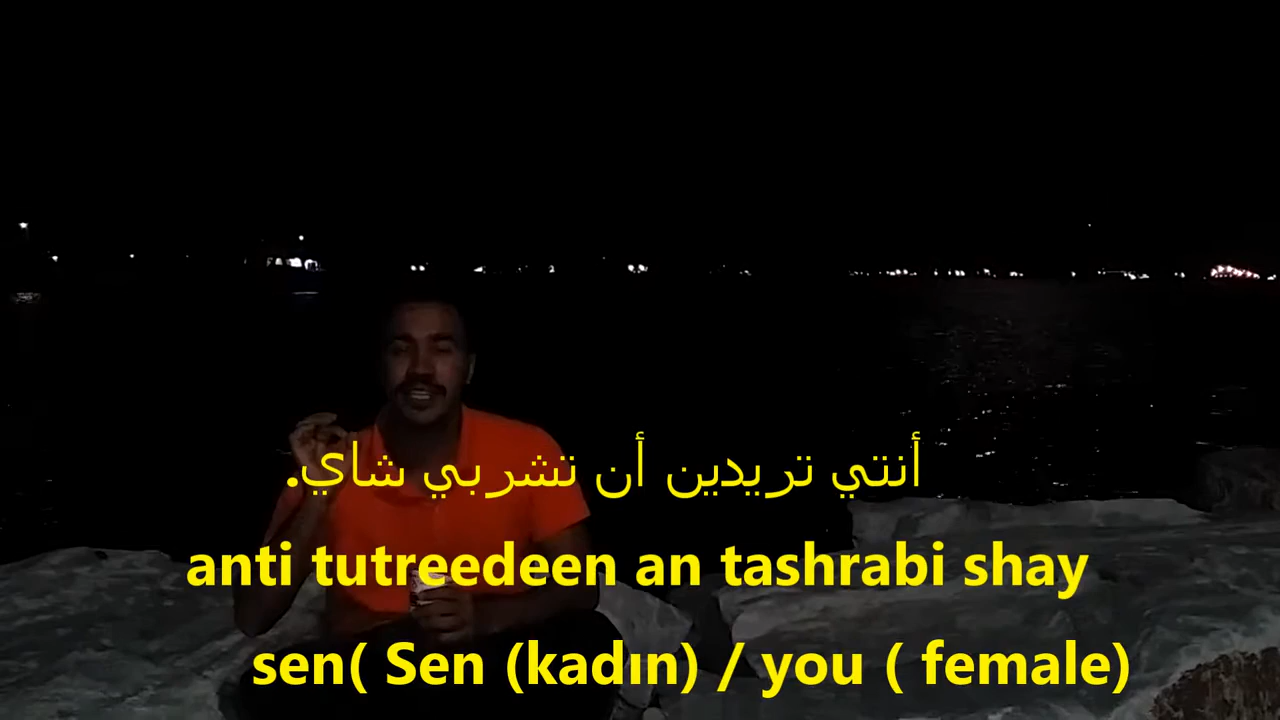 أنتي تريدين أن تشربي شاي.
anti tutreedeen an tashrabi shay
sen( Sen (kadın) / you ( female)